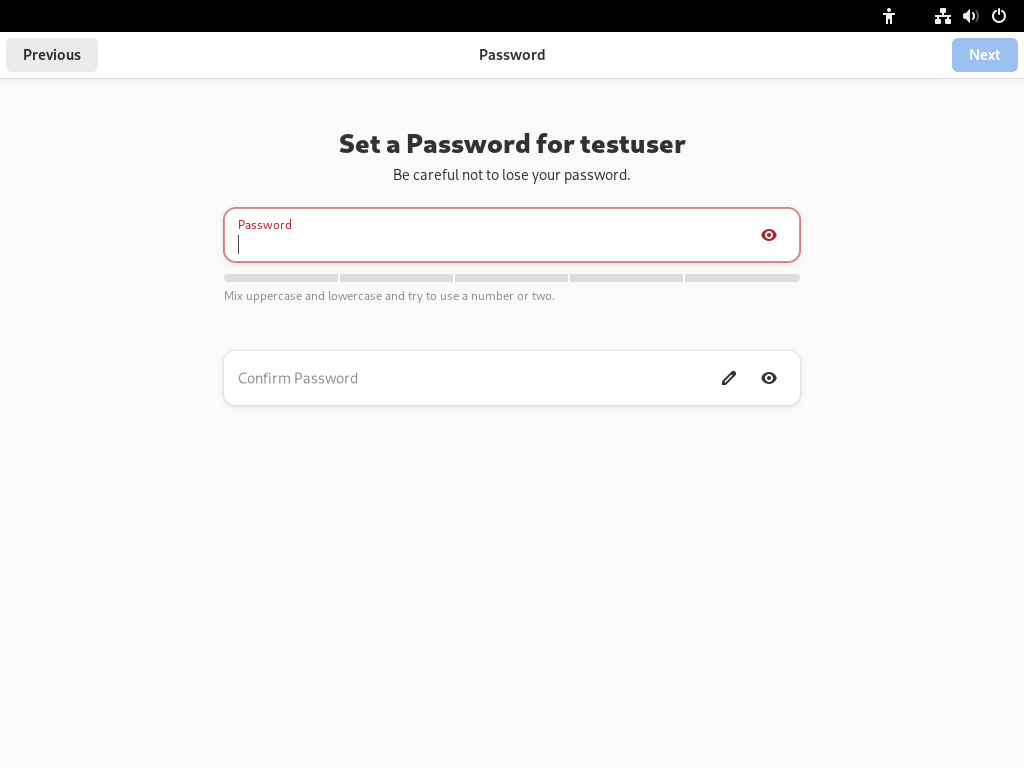 Previous
Password
Next
Set a Password for testuser
Be careful not to lose your password.
Password
Mix uppercase and lowercase and try to use a number or two.
Confirm Password